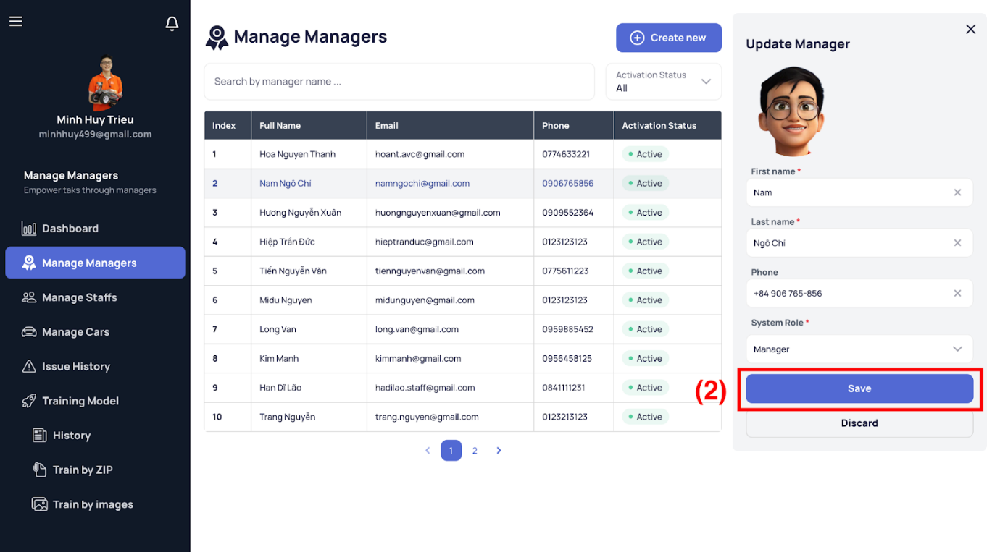 Minh Huy Trieu
minhhuy499@gmail.com
Manage Managers
Empower taks through managers
Dashboard
Manage Managers
Manage Staffs
Manage Cars
Issue History
Training Model
History
Train by ZIP
Train by images
Manage Managers
Create new
Search by manager name ...
Activation Status
All
Index Full Name Email Phone Activation Status
1 Hoa Nguyen Thanh hoant.avc@gmail.com 0774633221 Active
2 Nam Ngô Chí namngochi@gmail.com 0906765856 Active
3 Hương Nguyễn Xuân huongnguyenxuan@gmail.com 0909552364 Active
4 Hiệp Trần Đức hieptranduc@gmail.com 0123123123 Active
5 Tiến Nguyễn Văn tiennguyenvan@gmail.com 0775611223 Active
6 Midu Nguyen midunguyen@gmail.com 0123123123 Active
7 Long Van long.van@gmail.com 0959885452 Active
8 Kim Manh kimmanh@gmail.com 0956458125 Active
9 Han Dĩ Lão hadilao.staff@gmail.com 0841111231 Active
10 Trang Nguyễn trang.nguyen@gmail.com 0123213123 Active
1 2
Update Manager
First name *
Nam
Last name *
Ngô Chí
Phone
+84 906 765-856
System Role *
Manager
(2)
Save
Discard